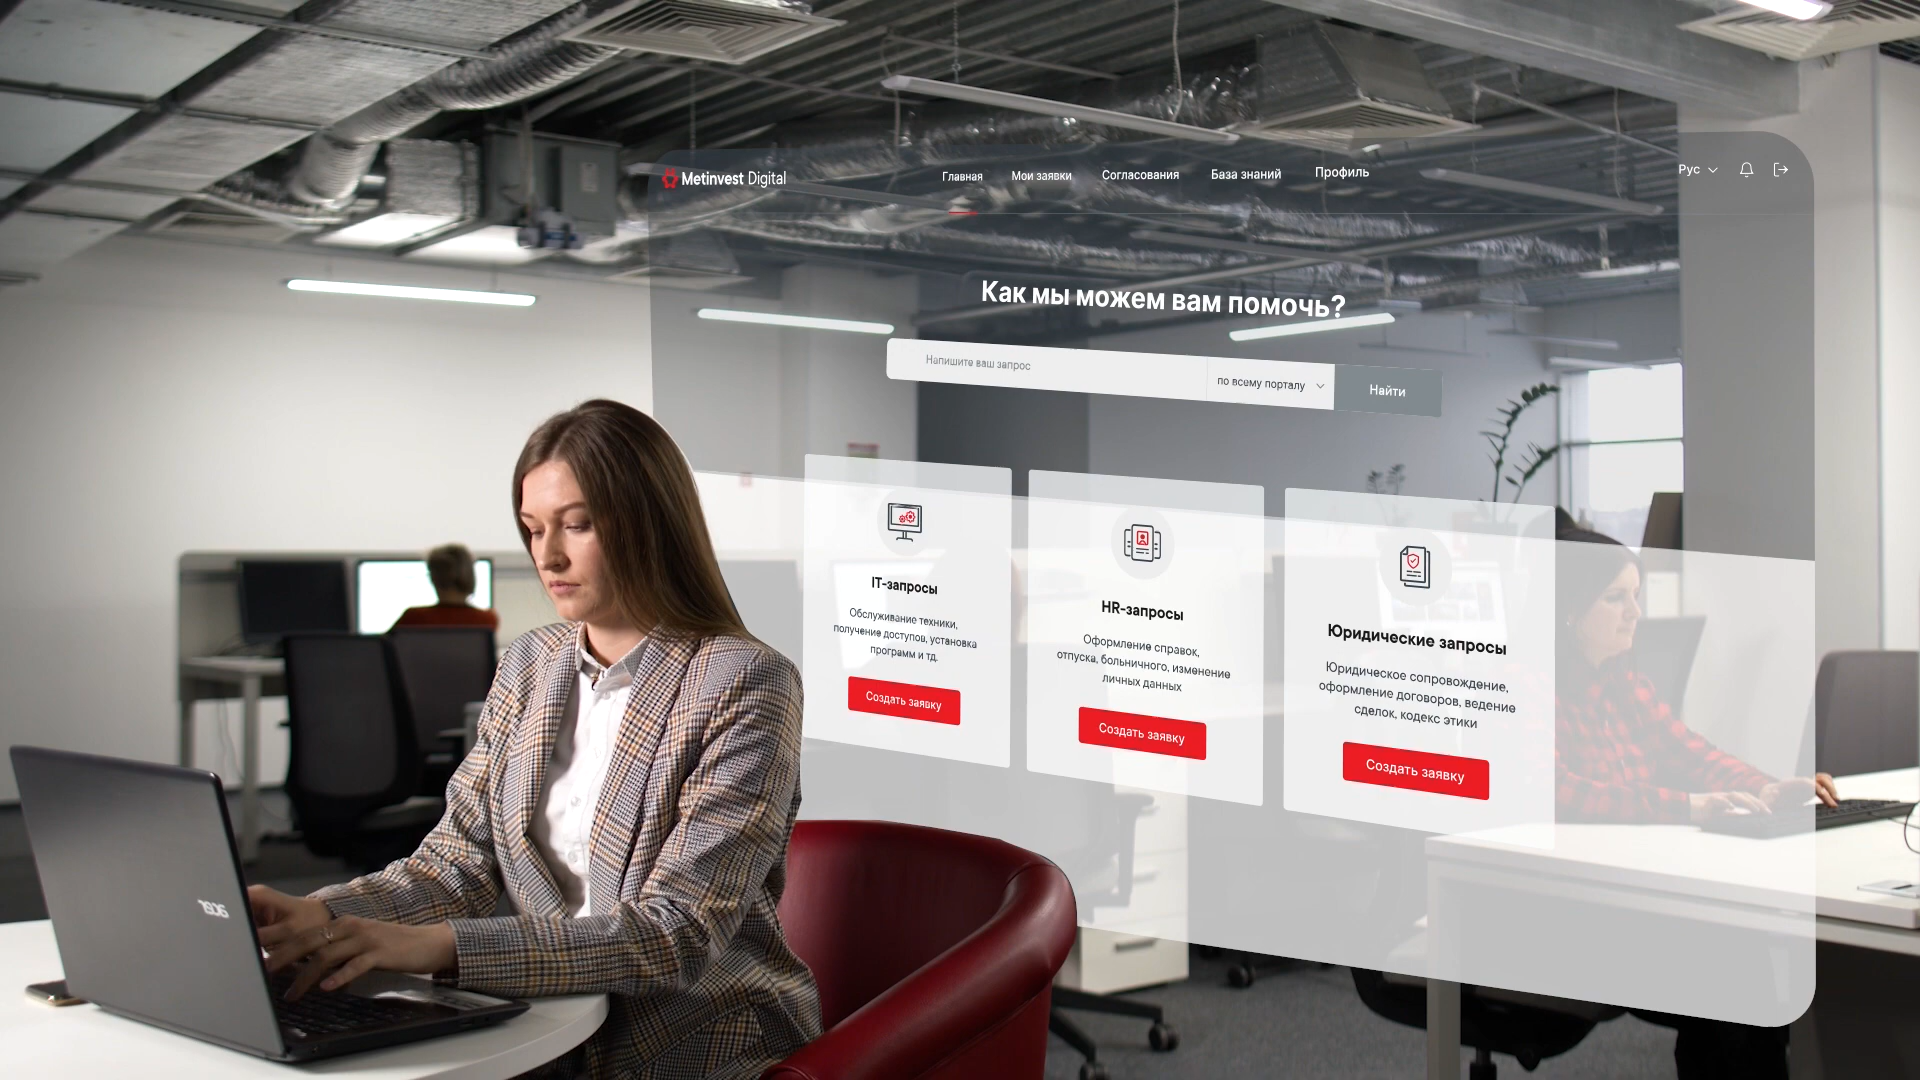 Metinvest Digital
Главная
Мои заявки
Согласования
База знаний
Профиль
Рус
Как мы можем вам помочь?
Напишите ваш запрос
по всему порталу
Найти
IT-запросы
Обслуживание техники,
получение доступов, установка
программ и тд.
Создать заявку
HR-запросы
Оформление справок,
отпуска, больничного, изменение
личных данных
Создать заявку
Юридические запросы
Юридическое сопровождение,
оформление договоров, ведение
сделок, кодекс этики
Создать заявку
acer